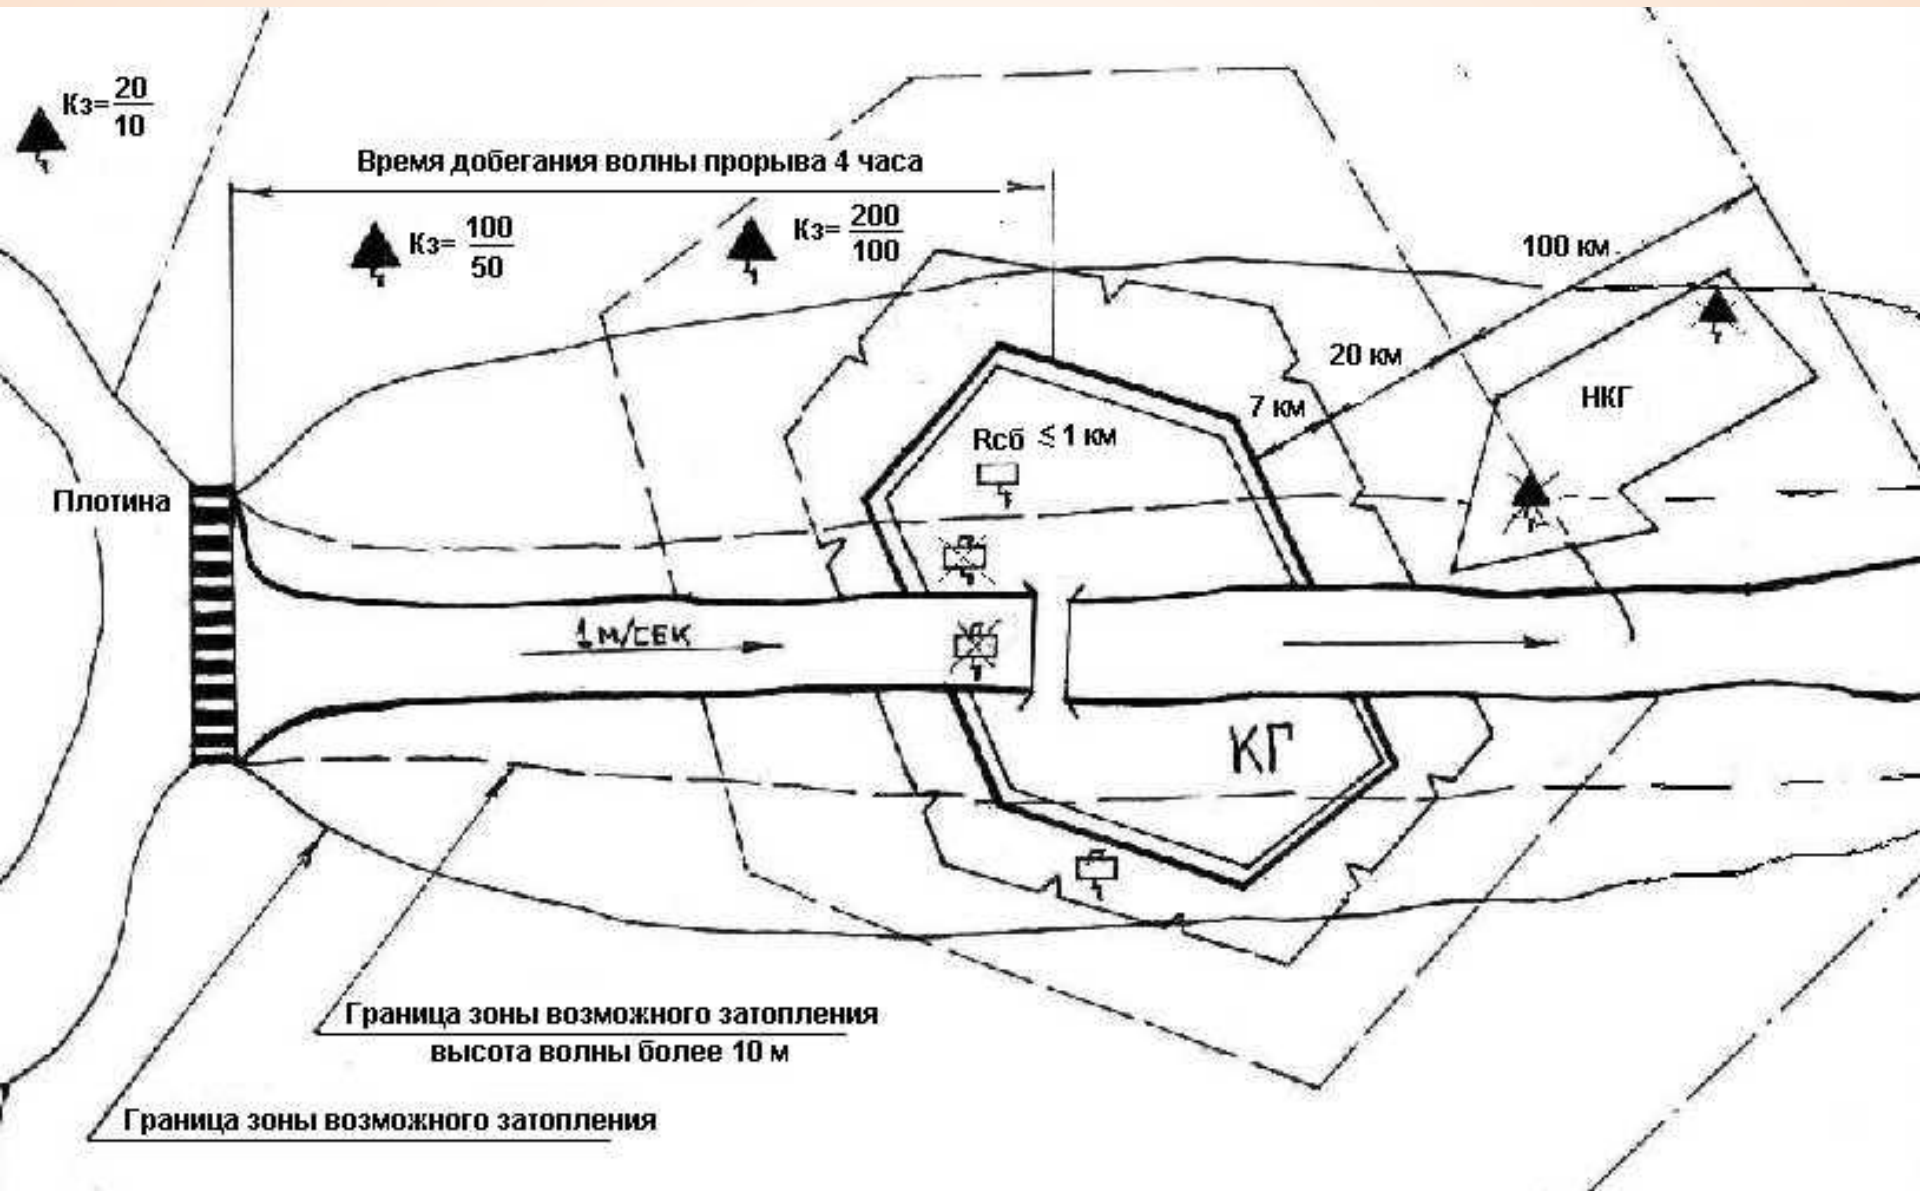 Кз= 20
10
Время добегания волны прорыва 4 часа
Кз= 100
50
Кз= 200
100
100 км
20 км
7 км
НКГ
Rсб ≤ 1 км
Плотина
1 м/сек
КГ
Граница зоны возможного затопления
высота волны более 10 м
Граница зоны возможного затопления